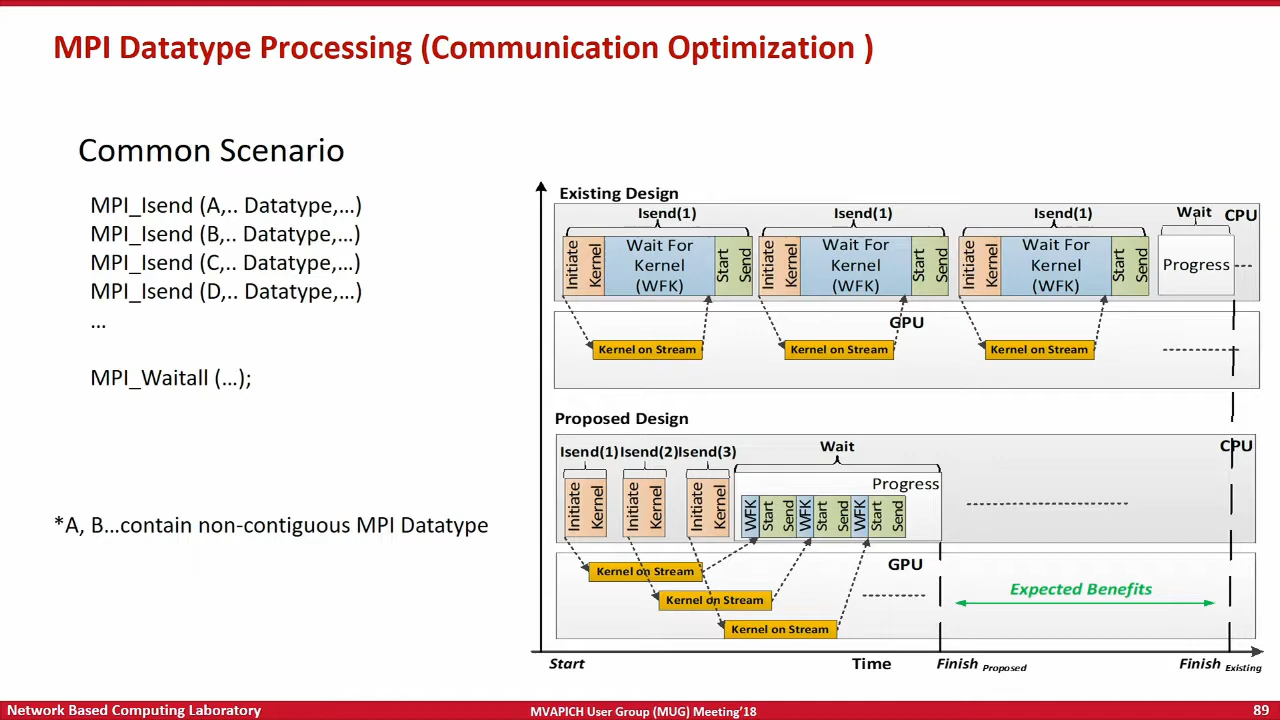 MPI Datatype Processing (Communication Optimization )
Common Scenario
MPI_Isend (A,.. Datatype,…)
MPI_Isend (B,.. Datatype,…)
MPI_Isend (C,.. Datatype,…)
MPI_Isend (D,.. Datatype,…)
…
MPI_Waitall (…);
*A, B…contain non-contiguous MPI Datatype
Existing Design
Isend(1)
Isend(1)
Isend(1)
Wait
CPU
Initiate
Kernel
Wait For
Kernel
(WFK)
Start
Send
Initiate
Kernel
Wait For
Kernel
(WFK)
Start
Send
Initiate
Kernel
Wait For
Kernel
(WFK)
Start
Send
Progress
GPU
Kernel on Stream
Kernel on Stream
Kernel on Stream
Proposed Design
Isend(1)
Isend(2)
Isend(3)
Wait
CPU
Initiate
Kernel
Initiate
Kernel
Initiate
Kernel
Progress
WFK
Start
Send
WFK
Start
Send
WFK
Start
Send
GPU
Kernel on Stream
Kernel on Stream
Kernel on Stream
Expected Benefits
Start
Time
Finish Proposed
Finish Existing
Network Based Computing Laboratory
MVAPICH User Group (MUG) Meeting’18
89